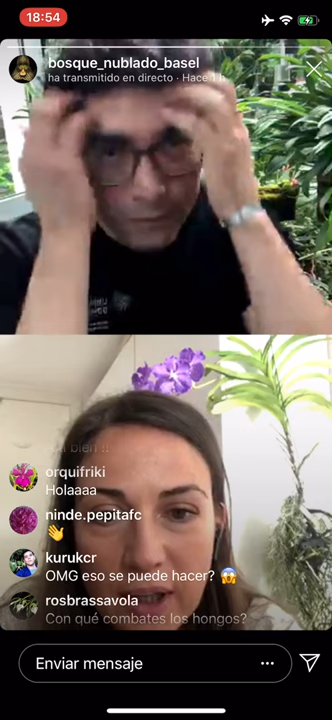 18:54
bosque_nublado_basel
ha transmitido en directo · Hace 1 h
bien !!
orquifriki
Holaaaa
ninde.pepitafc
kurukcr
OMG eso se puede hacer?
rosbrassavola
Con qué combates los hongos?
Enviar mensaje